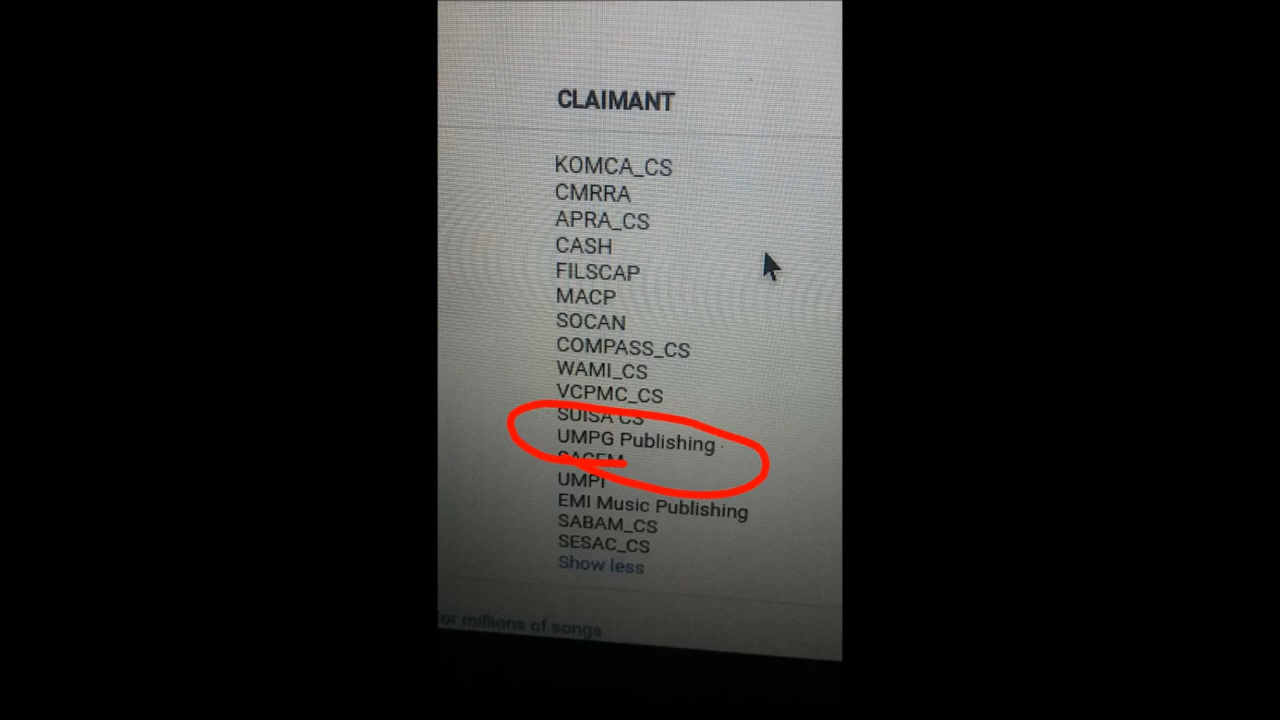 CLAIMANT
KOMCA_CS
CMRRA
APRA_CS
CASH
FILSCAP
MACP
SOCAN
COMPASS_CS
WAMI_CS
VCPMC_CS
SUISA CS
UMPG Publishing
SACEM
UMPI
EMI Music Publishing
SABAM_CS
SESAC_CS
Show less
for millions of songs